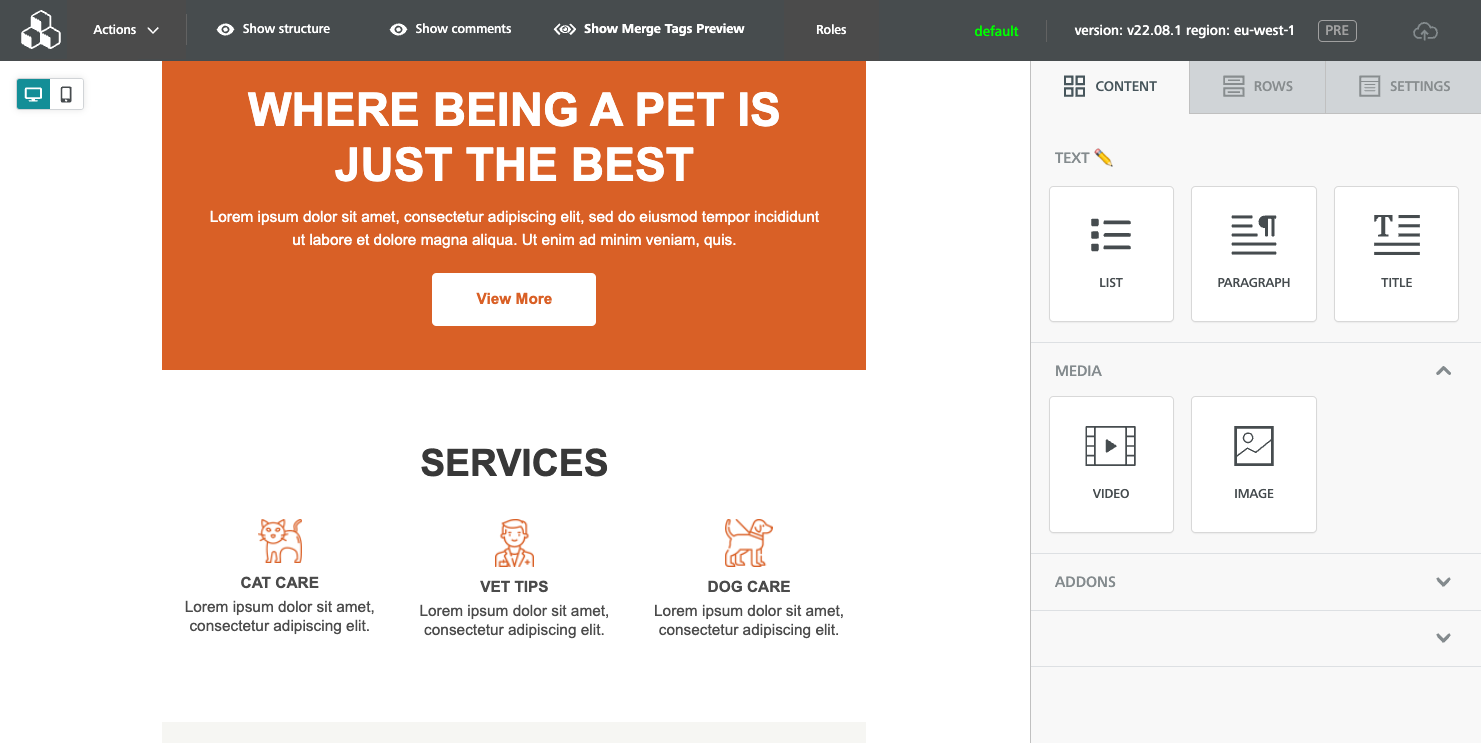 Actions
Show structure
Show comments
Show Merge Tags Preview
Roles
default
version: v22.08.1 region: eu-west-1
PRE
CONTENT
ROWS
SETTINGS
WHERE BEING A PET IS
JUST THE BEST
Lorem ipsum dolor sit amet, consectetur adipiscing elit, sed do eiusmod tempor incididunt
ut labore et dolore magna aliqua. Ut enim ad minim veniam, quis.
View More
SERVICES
CAT CARE
Lorem ipsum dolor sit amet,
consectetur adipiscing elit.
VET TIPS
Lorem ipsum dolor sit amet,
consectetur adipiscing elit.
DOG CARE
Lorem ipsum dolor sit amet,
consectetur adipiscing elit.
TEXT ✏️
LIST
PARAGRAPH
TITLE
MEDIA
VIDEO
IMAGE
ADDONS